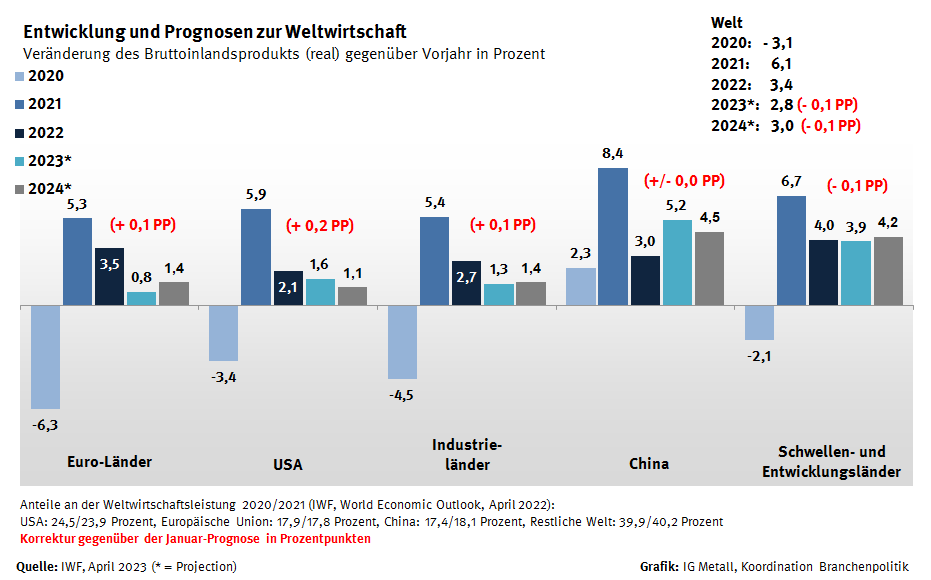 Entwicklung und Prognosen zur Weltwirtschaft
Veränderung des Bruttoinlandsprodukts (real) gegenüber Vorjahr in Prozent
Welt
2020: - 3,1
2021: 6,1
2022: 3,4
2023*: 2,8 (- 0,1 PP)
2024*: 3,0 (- 0,1 PP)
2020
2021
2022
2023*
2024*
(+ 0,1 PP)
-6,3
5,3
3,5
0,8
1,4
Euro-Länder
(+ 0,2 PP)
-3,4
5,9
2,1
1,6
1,1
USA
(+ 0,1 PP)
-4,5
5,4
2,7
1,3
1,4
Industrie-
länder
(+/- 0,0 PP)
2,3
8,4
3,0
5,2
4,5
China
(- 0,1 PP)
-2,1
6,7
4,0
3,9
4,2
Schwellen- und
Entwicklungsländer
Anteile an der Weltwirtschaftsleistung 2020/2021 (IWF, World Economic Outlook, April 2022):
USA: 24,5/23,9 Prozent, Europäische Union: 17,9/17,8 Prozent, China: 17,4/18,1 Prozent, Restliche Welt: 39,9/40,2 Prozent
Korrektur gegenüber der Januar-Prognose in Prozentpunkten
Quelle: IWF, April 2023 (* = Projection)
Grafik: IG Metall, Koordination Branchenpolitik